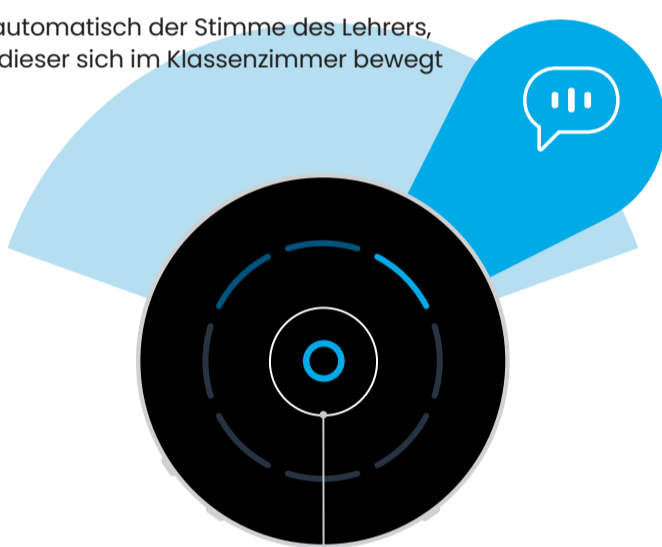 automatisch der Stimme des Lehrers,
dieser sich im Klassenzimmer bewegt